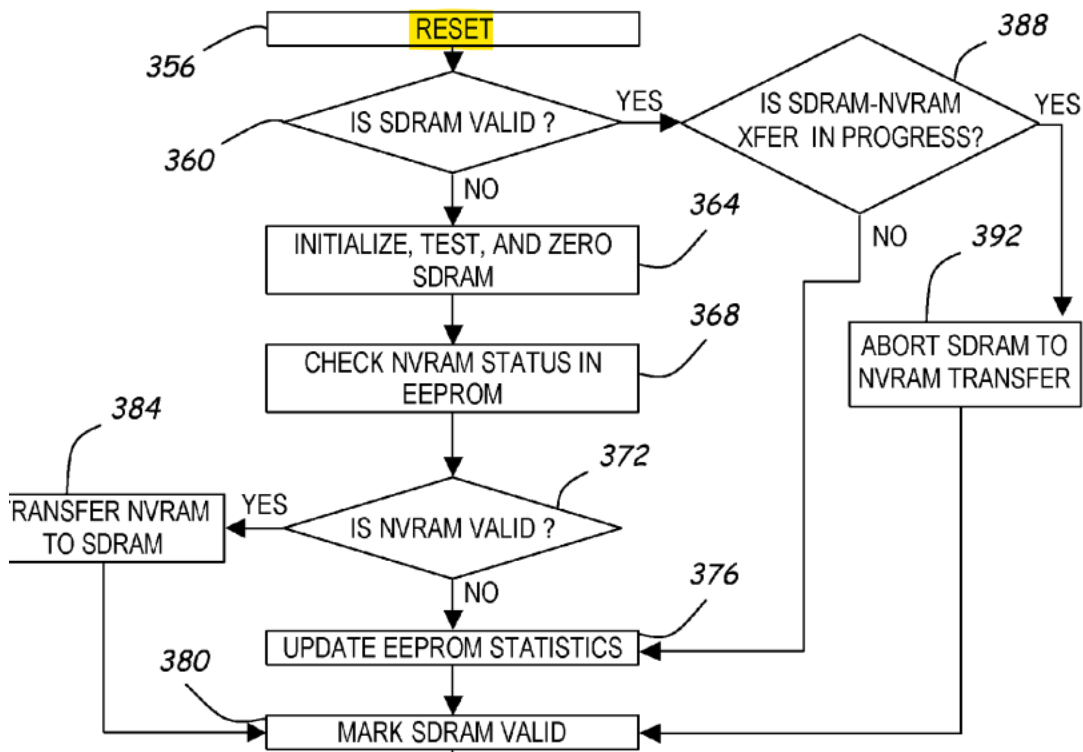 RESET
356
388
IS SDRAM VALID ?
YES
IS SDRAM-NVRAM
XFER IN PROGRESS?
YES
360
NO
364
NO
INITIALIZE, TEST, AND ZERO
SDRAM
392
368
CHECK NVRAM STATUS IN
EEPROM
ABORT SDRAM TO
NVRAM TRANSFER
384
372
YES
TRANSFER NVRAM
TO SDRAM
IS NVRAM VALID ?
NO
376
UPDATE EEPROM STATISTICS
380
MARK SDRAM VALID